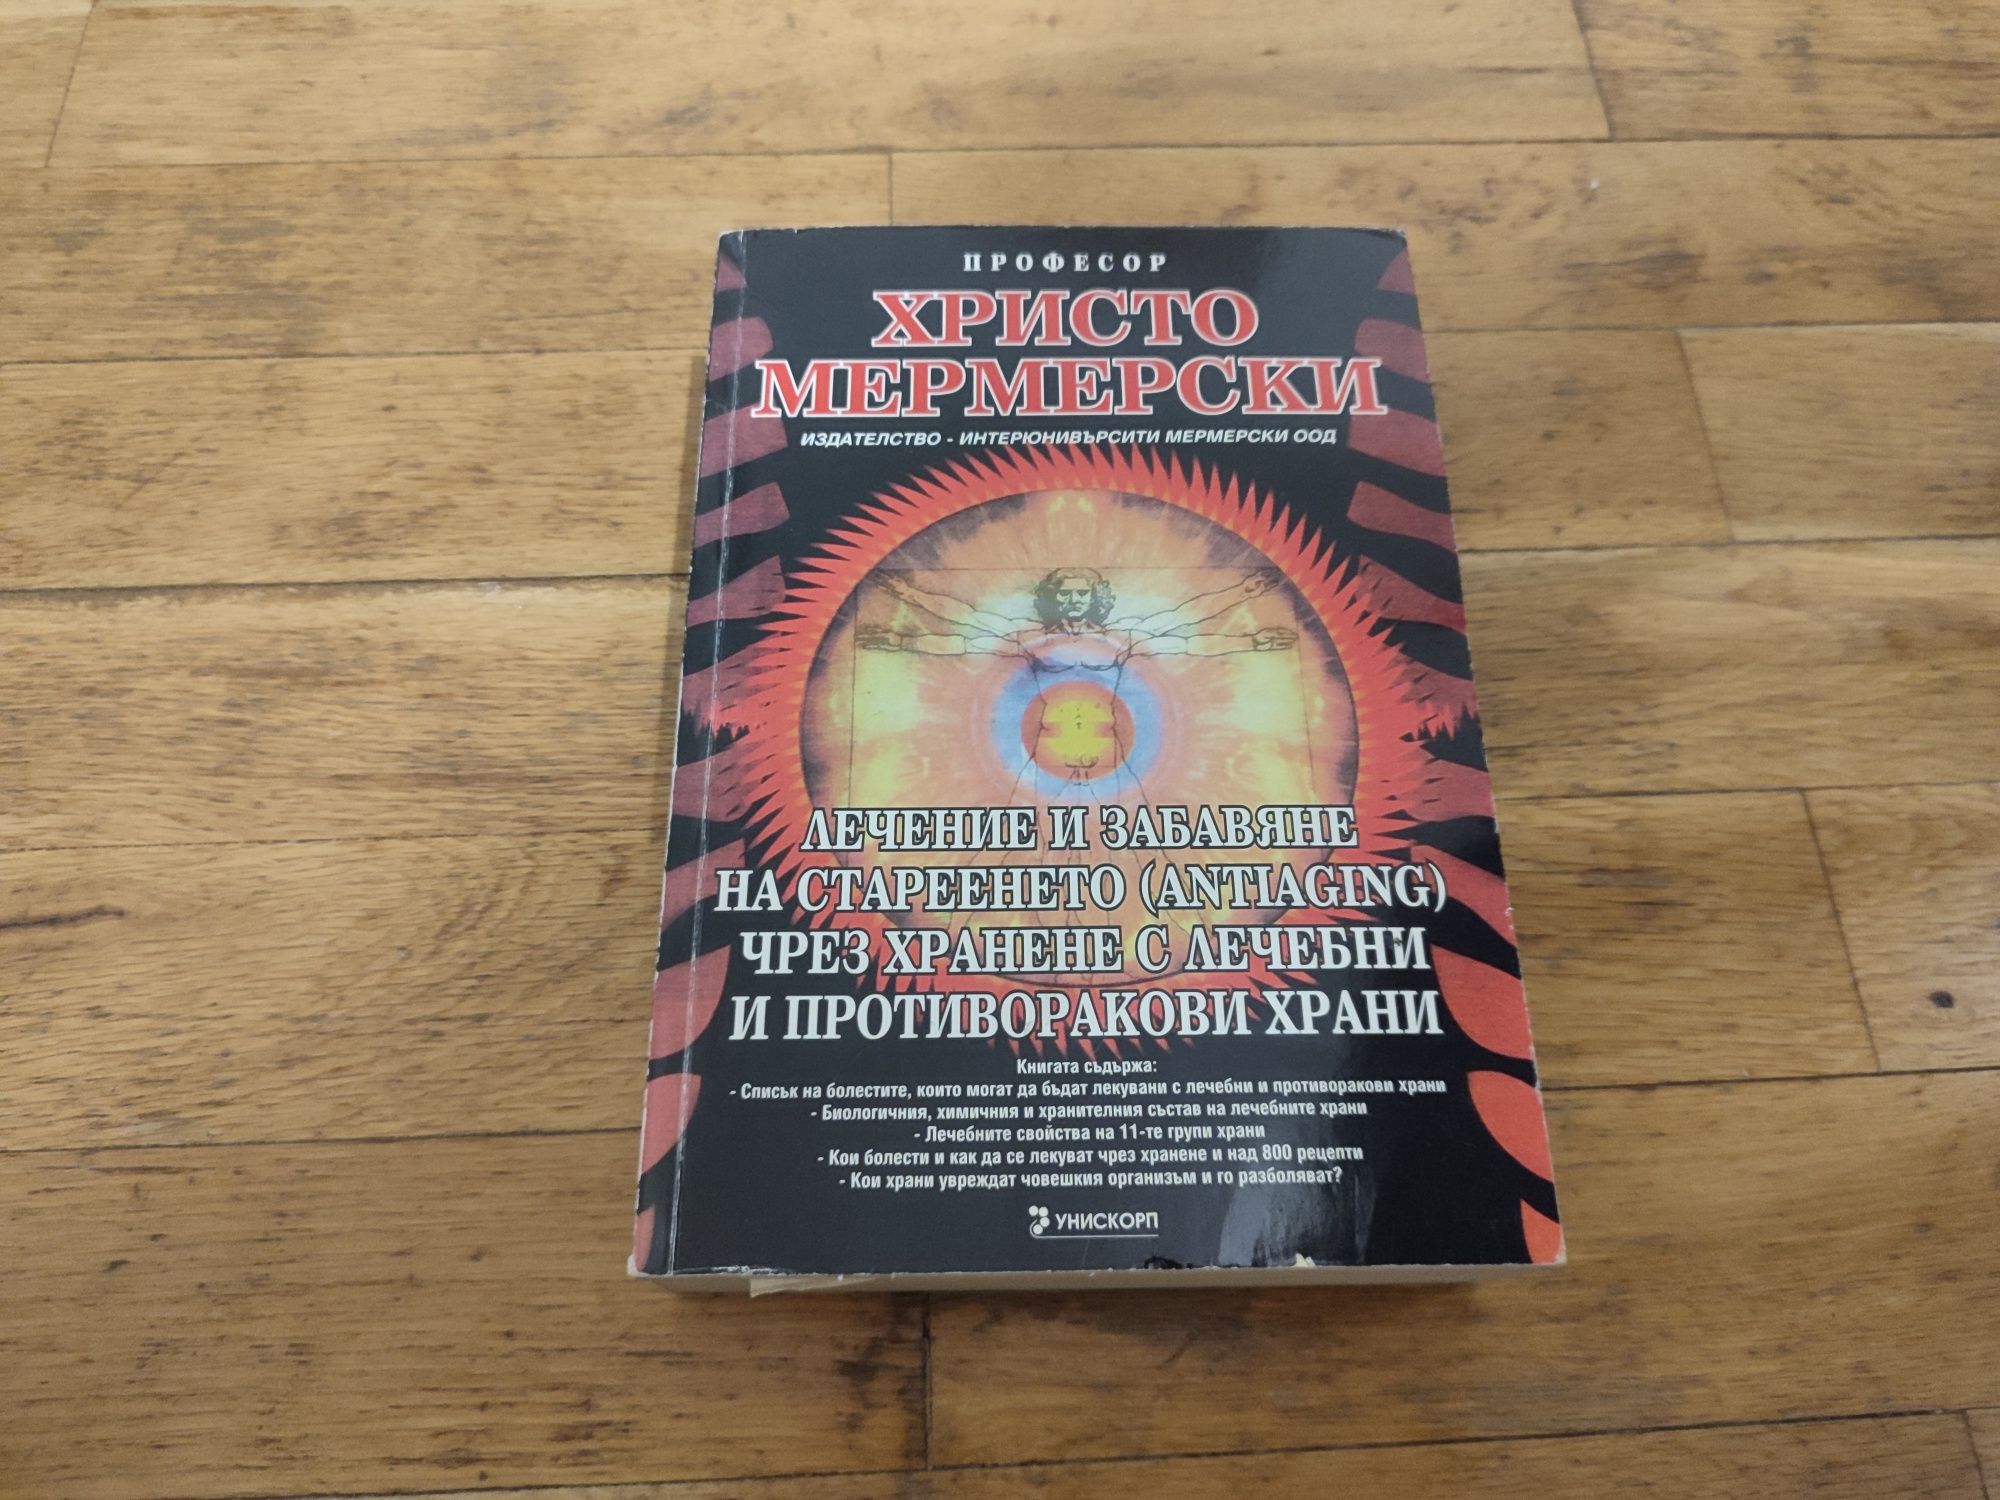 ПРОФЕСОР
ХРИСТО
МЕРМЕРСКИ
ИЗДАТЕЛСТВО - ИНТЕРЮНИВЪРСИТИ МЕРМЕРСКИ ООД
ЛЕЧЕНИЕ И ЗАБАВЯНЕ
НА СТАРЕЕНЕТО (ANTIAGING)
ЧРЕЗ ХРАНЕНЕ С ЛЕЧЕБНИ
И ПРОТИВОРАКОВИ ХРАНИ
Книгата съдържа:
- Списък на болестите, които могат да бъдат лекувани с лечебни и противоракови храни
- Биологичния, химичния и хранителния състав на лечебните храни
- Лечебните свойства на 11-те групи храни
- Кои болести и как да се лекуват чрез хранене и над 800 рецепти
- Кои храни увреждат човешкия организъм и го разболяват?
УНИСКОРП